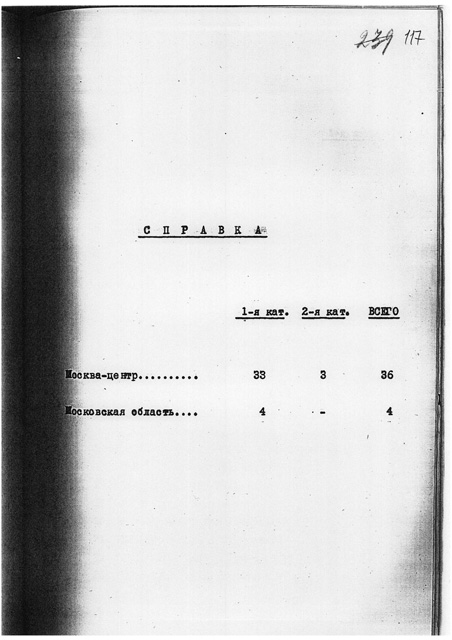 239 117
С П Р А В К А
1-я кат. 2-я кат. ВСЕГО
Москва-центр.......... 33 3 36
Московская область.... 4 - 4